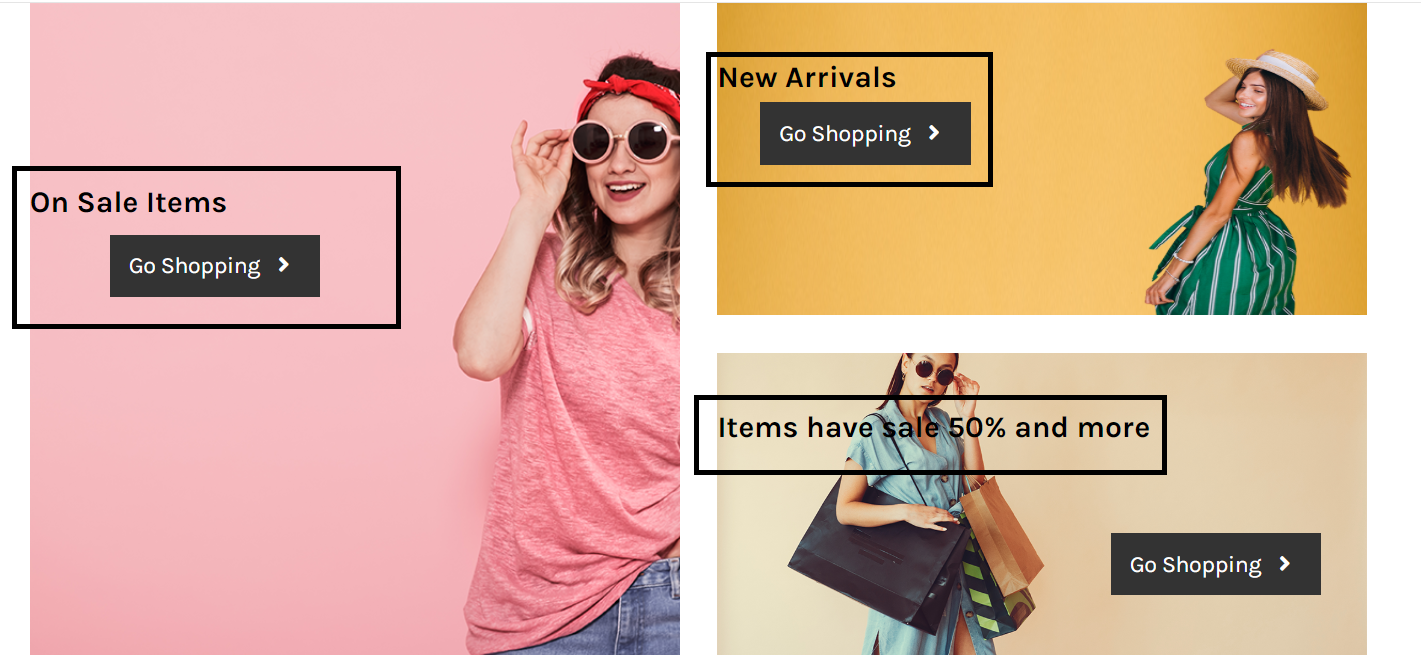 On Sale Items
Go Shopping
New Arrivals
Go Shopping
Items have sale 50% and more
Go Shopping